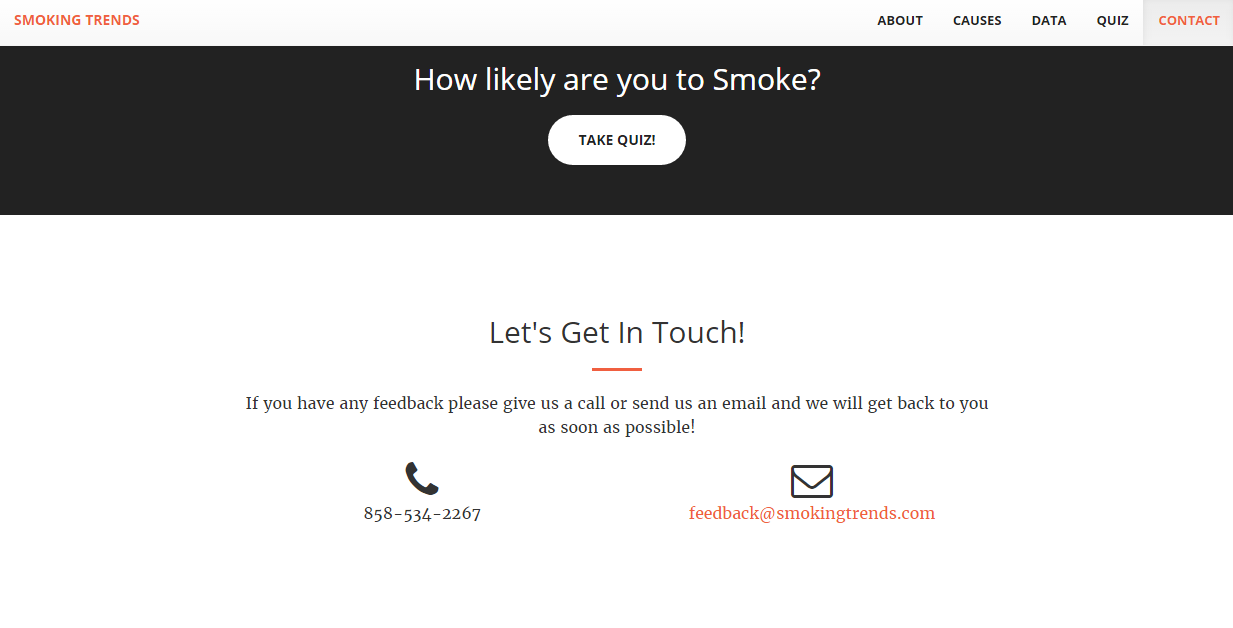 SMOKING TRENDS
ABOUT CAUSES DATA QUIZ CONTACT
How likely are you to Smoke?
TAKE QUIZ!
Let's Get In Touch!
If you have any feedback please give us a call or send us an email and we will get back to you
as soon as possible!
858-534-2267
feedback@smokingtrends.com